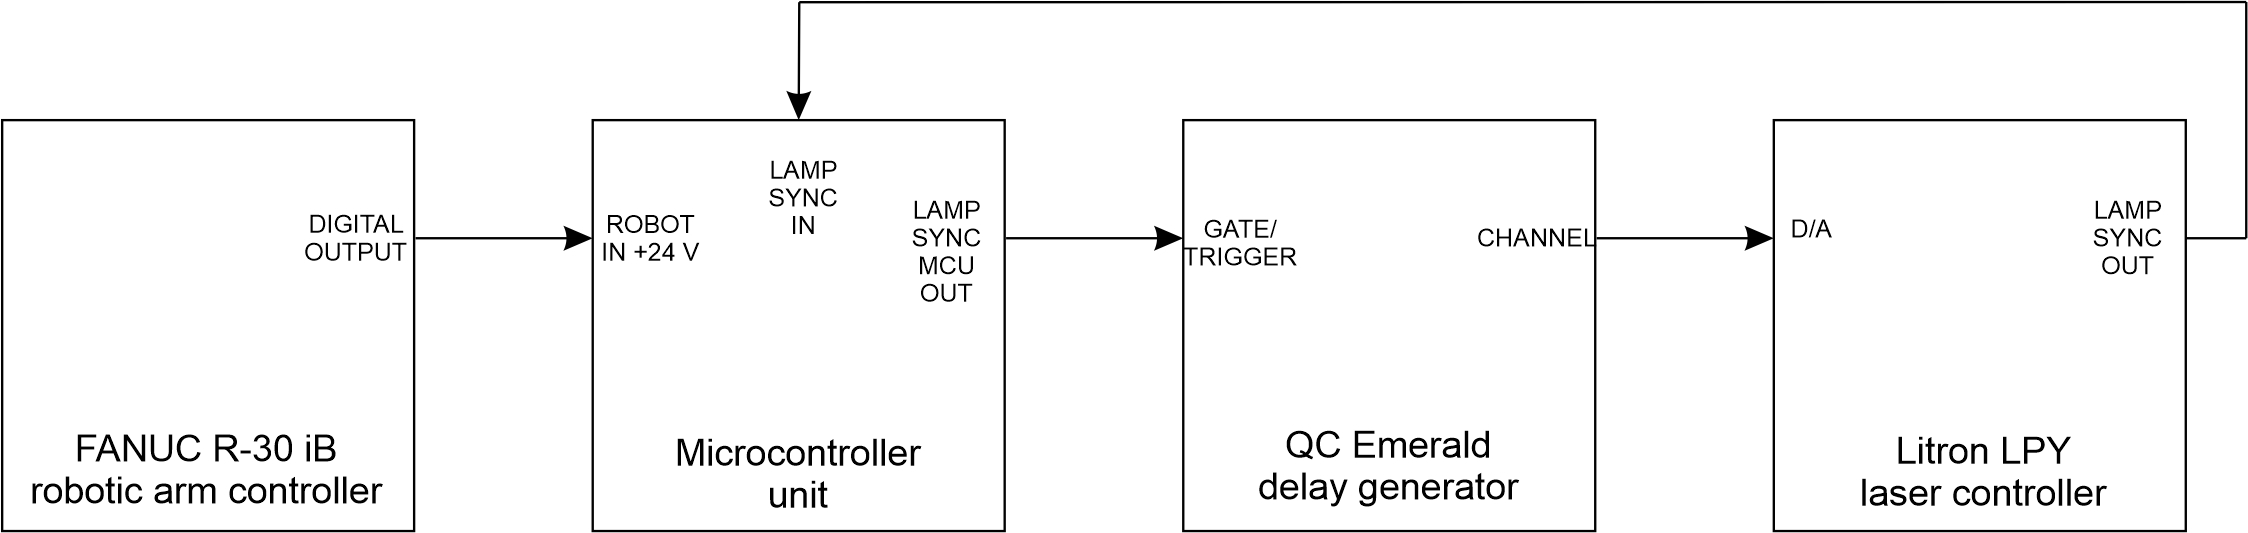 DIGITAL
OUTPUT
FANUC R-30 iB
robotic arm controller
ROBOT
IN +24 V
LAMP
SYNC
IN
LAMP
SYNC
MCU
OUT
Microcontroller
unit
GATE/
TRIGGER
CHANNEL
QC Emerald
delay generator
D/A
LAMP
SYNC
OUT
Litron LPY
laser controller